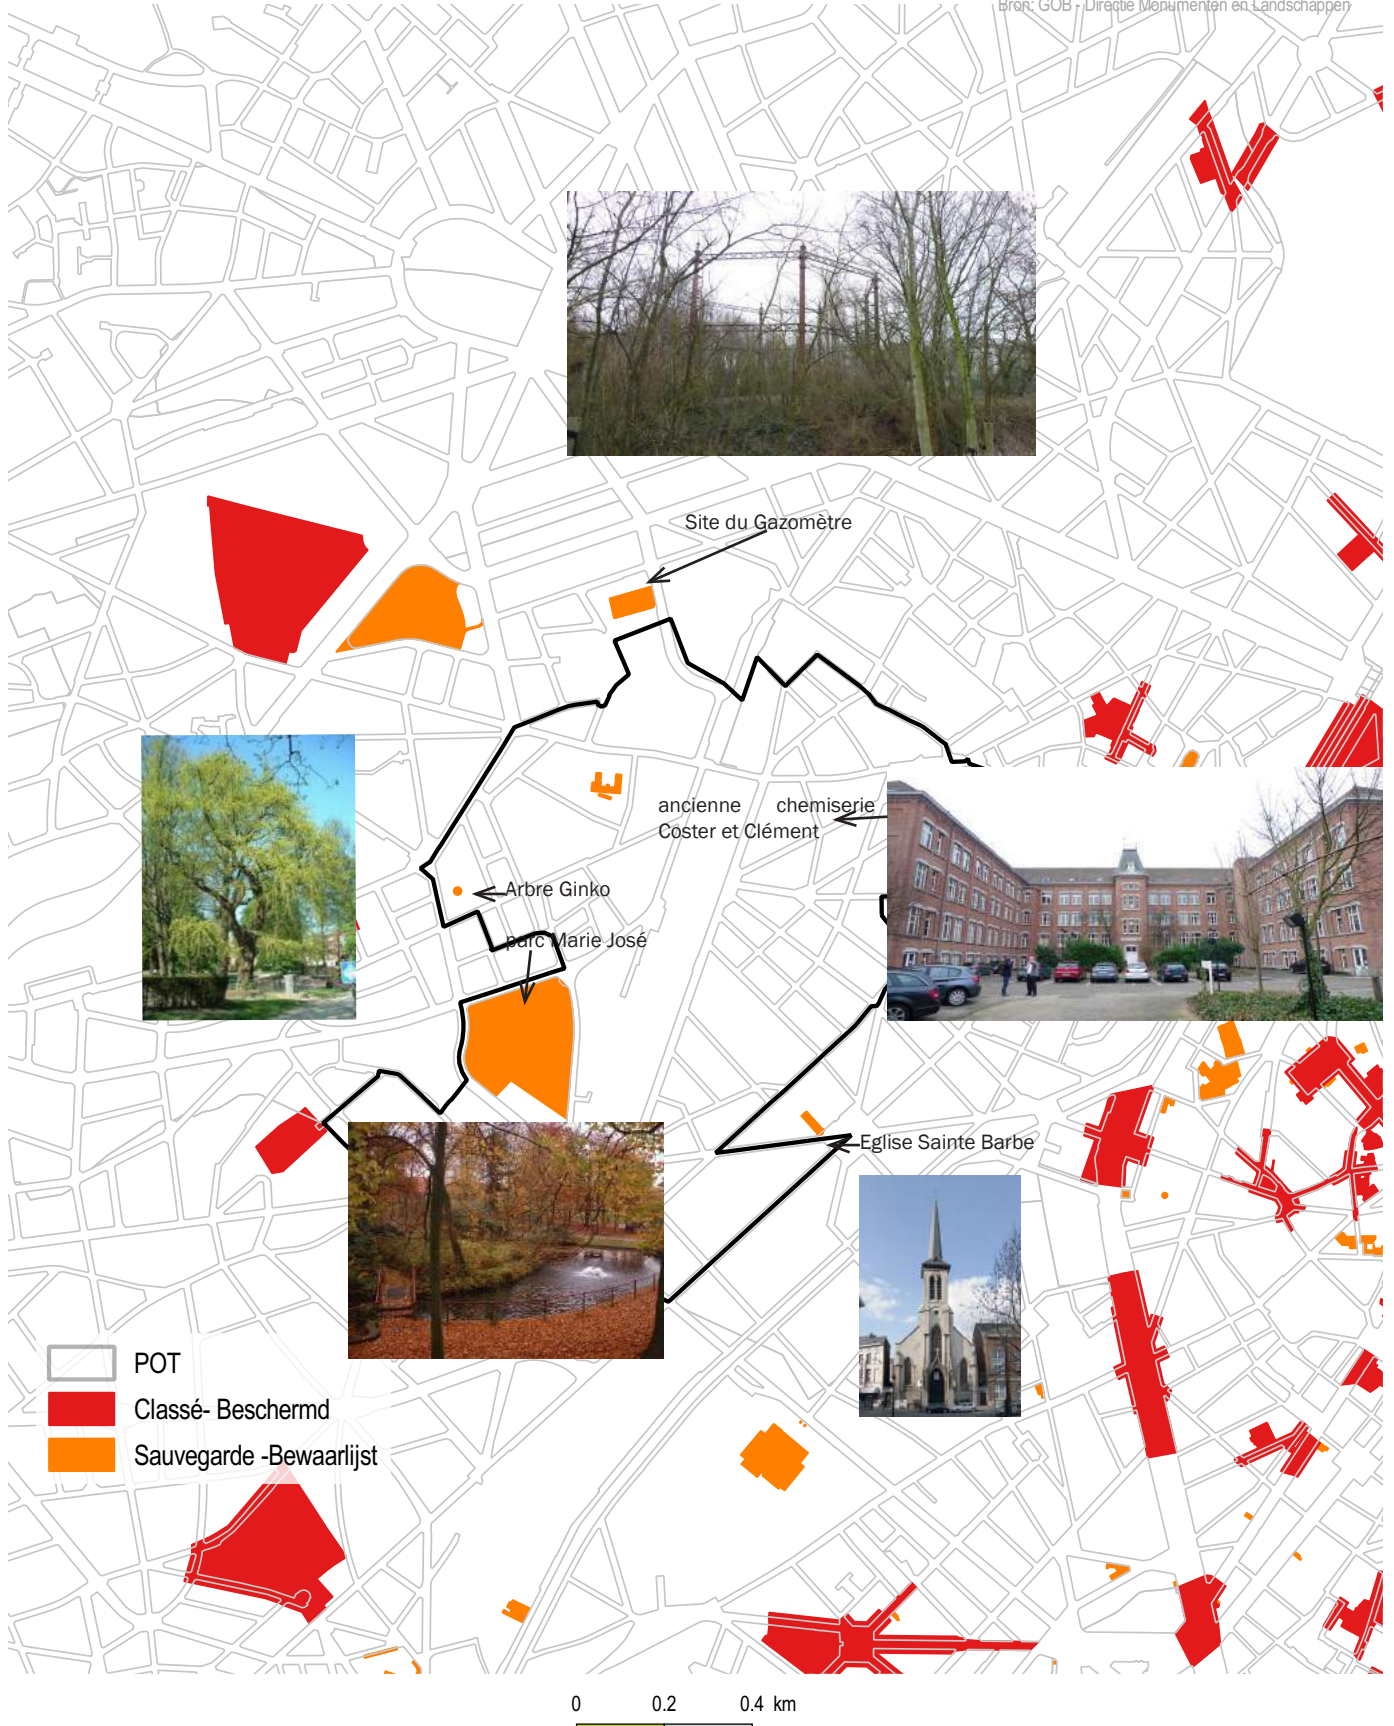 Bron: GOB - Directie Monumenten en Landschappen
Site du Gazomètre
ancienne chemiserie
Coster et Clément
Arbre Ginko
parc Marie José
Eglise Sainte Barbe
POT
Classé- Beschermd
Sauvegarde -Bewaarlijst
0 0.2 0.4 km